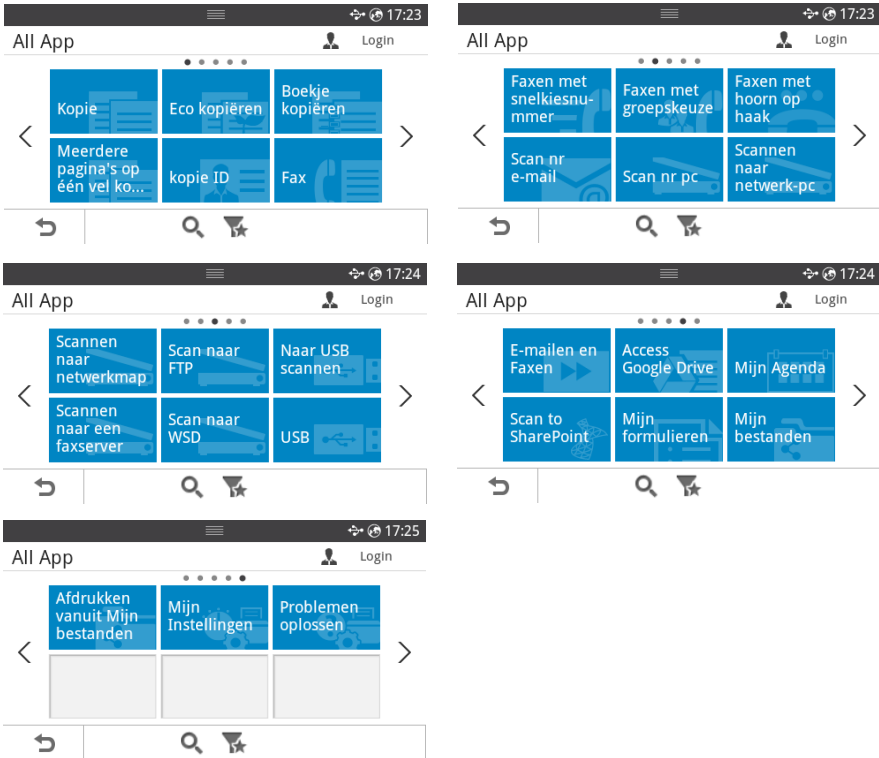 17:23
All App
Login
Kopie
Eco kopiëren
Boekje
kopiëren
Meerdere
pagina's op
één vel ko...
kopie ID
Fax
17:23
All App
Login
Faxen met
snelkiesnu-
mmer
Faxen met
groepskeuze
Faxen met
hoorn op
haak
Scan nr
e-mail
Scan nr pc
Scannen
naar
netwerk-pc
17:24
All App
Login
Scannen
naar
netwerkmap
Scan naar
FTP
Naar USB
scannen
Scannen
naar een
faxserver
Scan naar
WSD
USB
17:24
All App
Login
E-mailen en
Faxen
Access
Google Drive
Mijn Agenda
Scan to
SharePoint
Mijn
formulieren
Mijn
bestanden
17:25
All App
Login
Afdrukken
vanuit Mijn
bestanden
Mijn
Instellingen
Problemen
oplossen